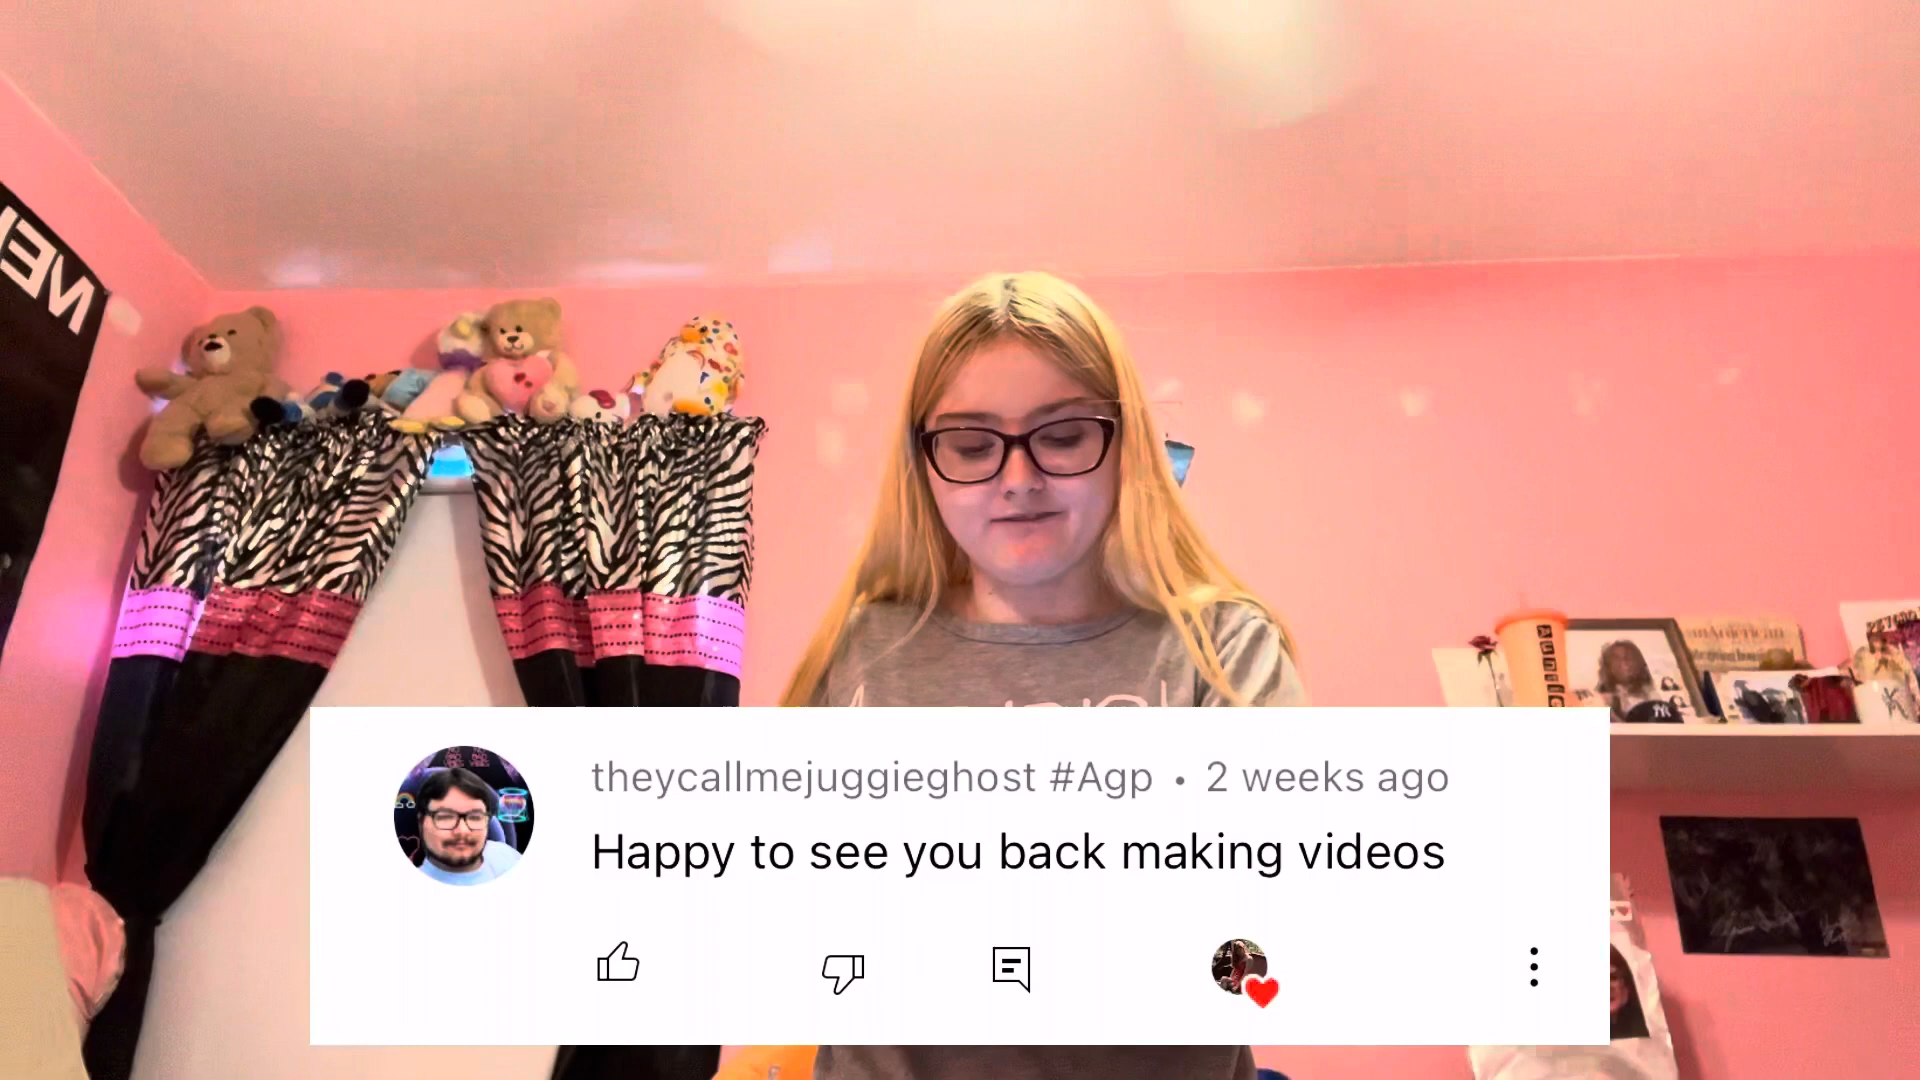 theycallmejuggieghost #Agp • 2 weeks ago
Happy to see you back making videos